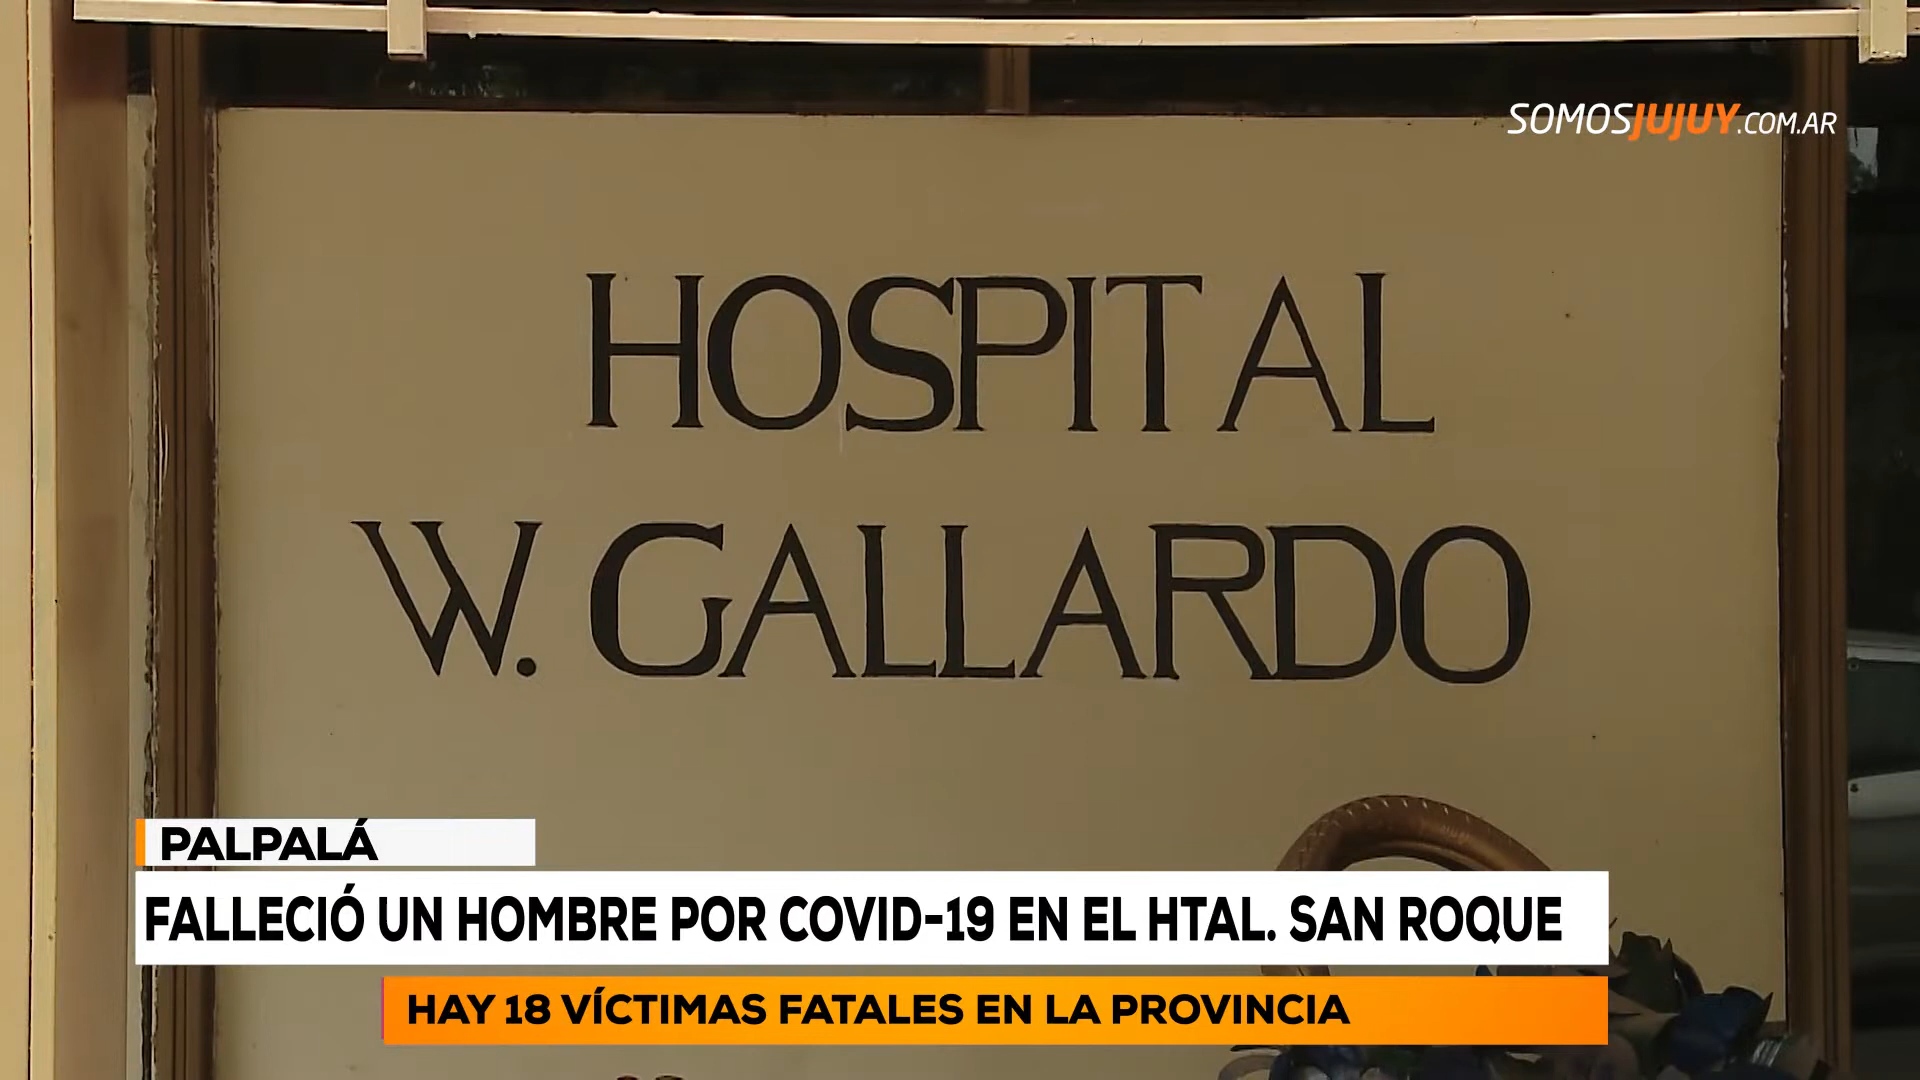 SOMOSJUJUY.COM.AR
HOSPITAL
W. GALLARDO
PALPALÁ
FALLECIÓ UN HOMBRE POR COVID-19 EN EL HTAL. SAN ROQUE
HAY 18 VÍCTIMAS FATALES EN LA PROVINCIA